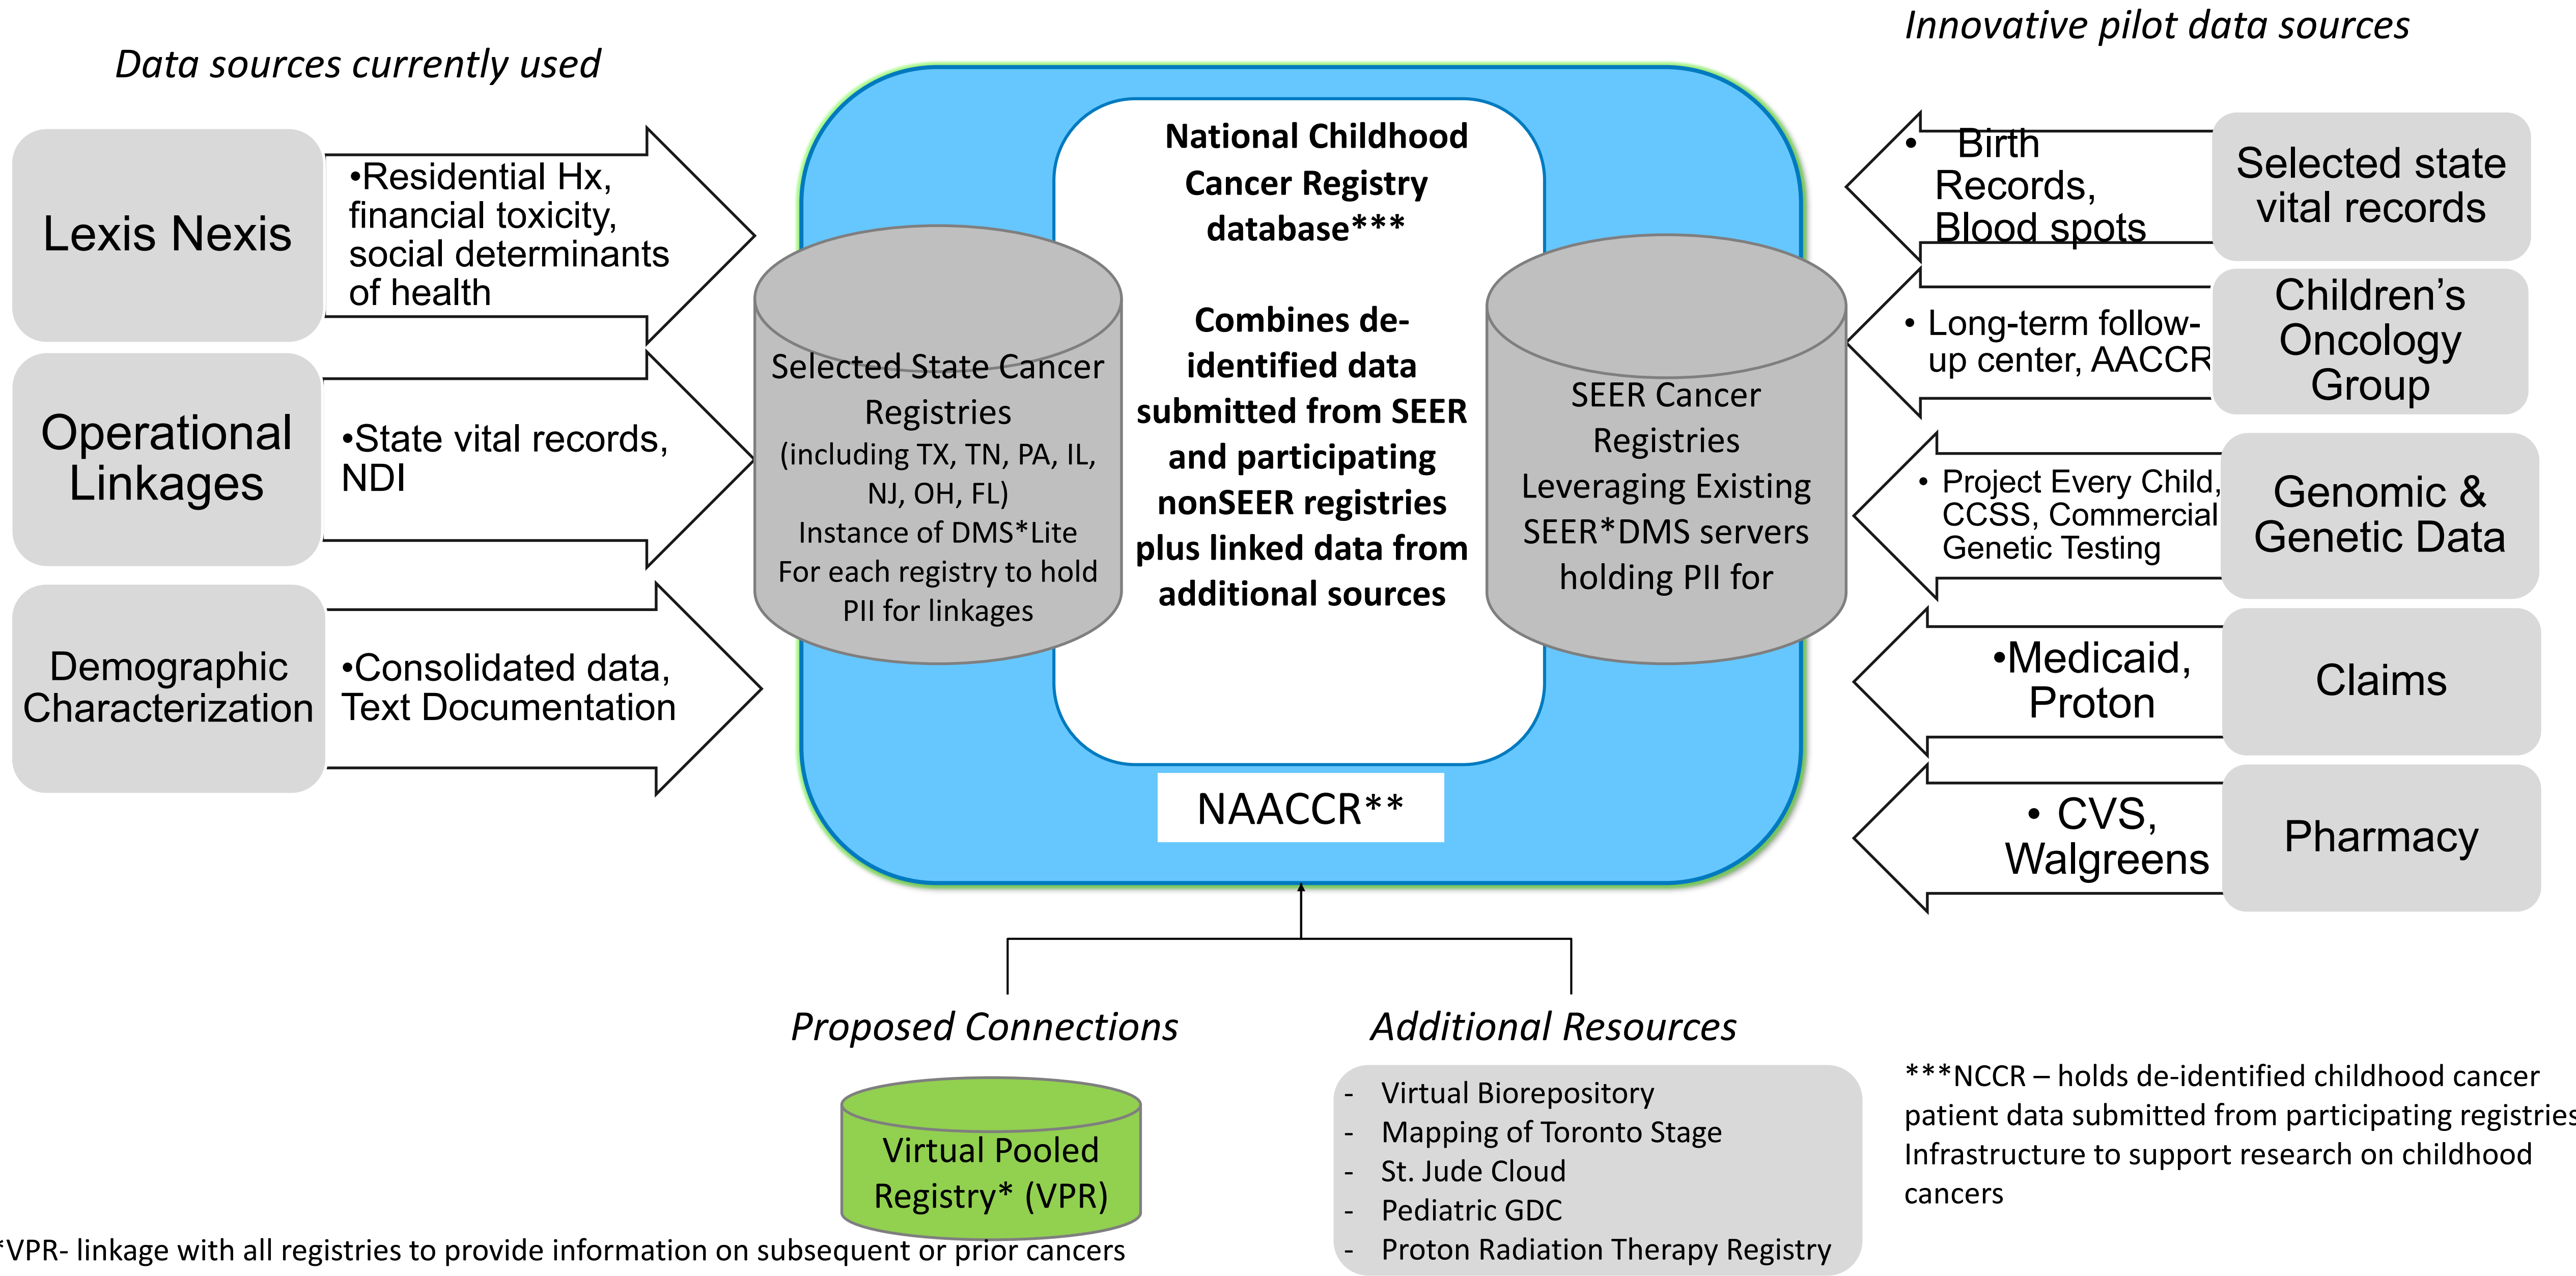 Data sources currently used
Lexis Nexis
•Residential Hx,
financial toxicity,
social determinants
of health
Operational
Linkages
•State vital records,
NDI
Demographic
Characterization
•Consolidated data,
Text Documentation
National Childhood
Cancer Registry
database***
Combines de-
identified data
submitted from SEER
and participating
nonSEER registries
plus linked data from
additional sources
Selected State Cancer
Registries
(including TX, TN, PA, IL,
NJ, OH, FL)
Instance of DMS*Lite
For each registry to hold
PII for linkages
SEER Cancer
Registries
Leveraging Existing
SEER*DMS servers
holding PII for
NAACCR**
Innovative pilot data sources
• Birth
Records,
Blood spots
Selected state
vital records
• Long-term follow-
up center, AACCR
Children’s
Oncology
Group
• Project Every Child,
CCSS, Commercial
Genetic Testing
Genomic &
Genetic Data
•Medicaid,
Proton
Claims
• CVS,
Walgreens
Pharmacy
Proposed Connections
Virtual Pooled
Registry* (VPR)
*VPR- linkage with all registries to provide information on subsequent or prior cancers
Additional Resources
- Virtual Biorepository
- Mapping of Toronto Stage
- St. Jude Cloud
- Pediatric GDC
- Proton Radiation Therapy Registry
***NCCR – holds de-identified childhood cancer
patient data submitted from participating registries
Infrastructure to support research on childhood
cancers